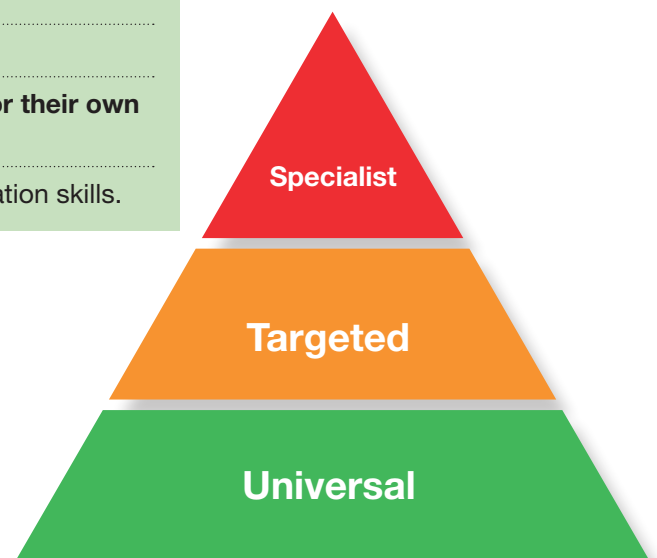 or their own
ation skills.
Specialist
Targeted
Universal